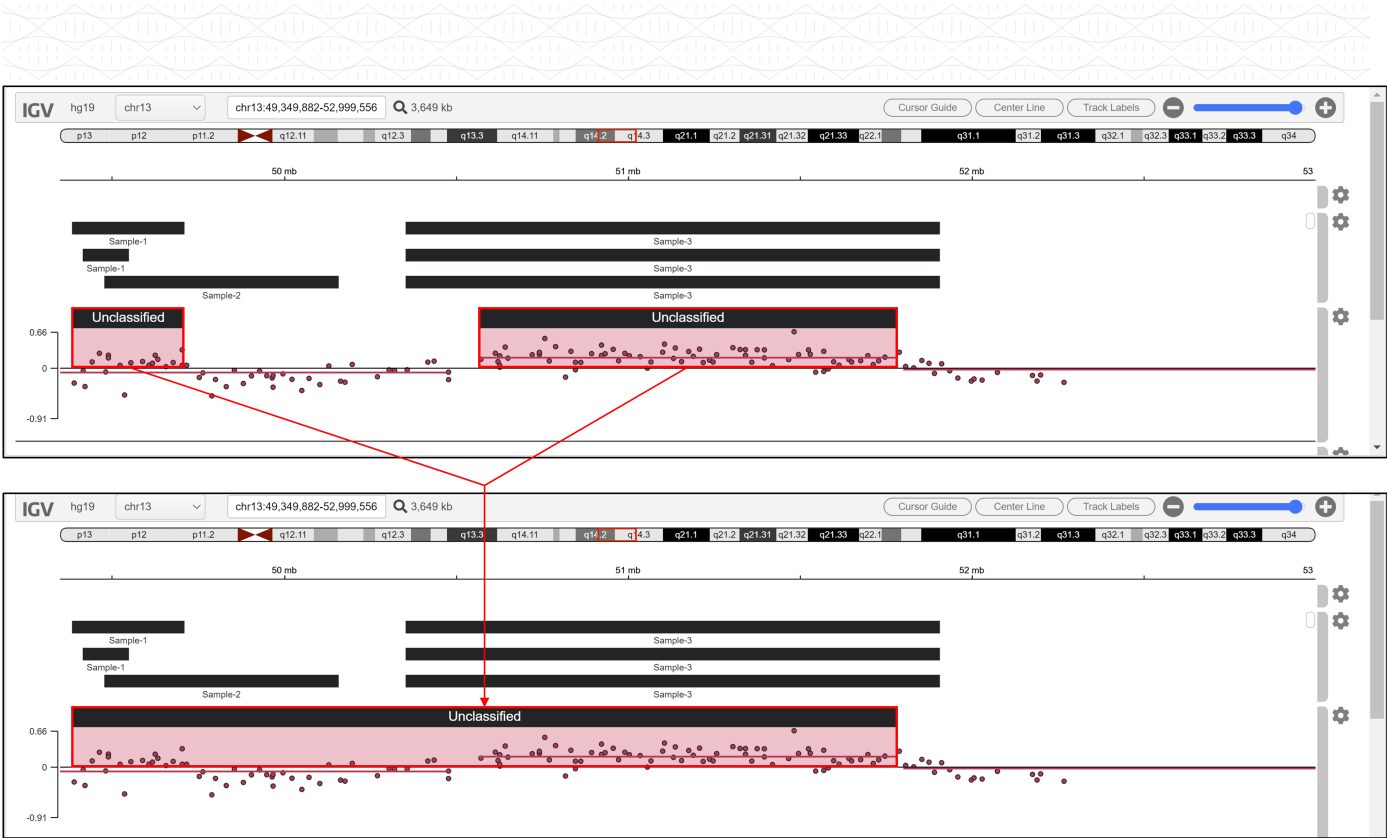 IGV hg19 chr13 chr13:49,349,882-52,999,556 3,649 kb Cursor Guide Center Line Track Labels
p13 p12 p11.2 q12.11 q12.3 q13.3 q14.11 q14.2 q14.3 q21.1 q21.2 q21.31 q21.32 q21.33 q22.1 q31.1 q31.2 q31.3 q32.1 q32.3 q33.1 q33.2 q33.3 q34
50 mb 51 mb 52 mb 53
Sample-1 Sample-3
Sample-1 Sample-3
Sample-2 Sample-3
Unclassified Unclassified
0.66
0
-0.91
IGV hg19 chr13 chr13:49,349,882-52,999,556 3,649 kb Cursor Guide Center Line Track Labels
p13 p12 p11.2 q12.11 q12.3 q13.3 q14.11 q14.2 q14.3 q21.1 q21.2 q21.31 q21.32 q21.33 q22.1 q31.1 q31.2 q31.3 q32.1 q32.3 q33.1 q33.2 q33.3 q34
50 mb 51 mb 52 mb 53
Sample-1 Sample-3
Sample-1 Sample-3
Sample-2 Sample-3
Unclassified
0.66
0
-0.91